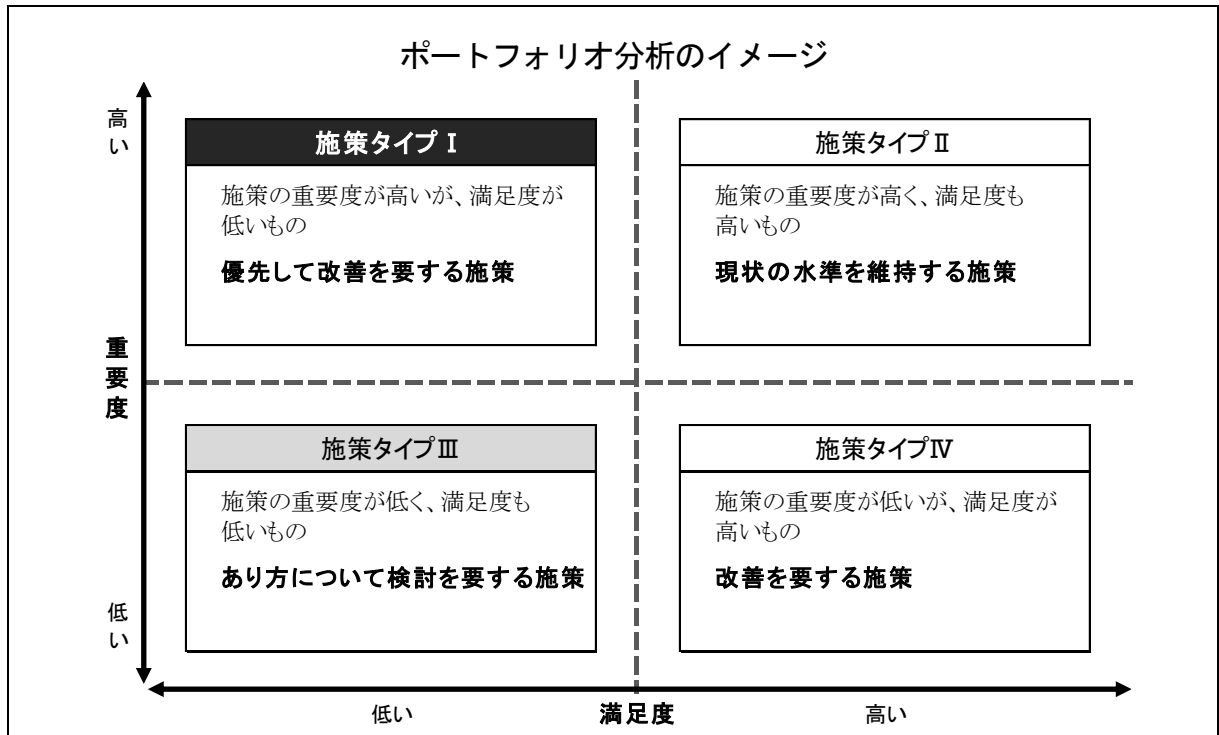 ポートフォリオ分析のイメージ
高い
施策タイプⅠ
施策の重要度が高いが、満足度が
低いもの
優先して改善を要する施策
施策タイプⅡ
施策の重要度が高く、満足度も
高いもの
現状の水準を維持する施策
重要度
施策タイプⅢ
施策の重要度が低く、満足度も
低いもの
あり方について検討を要する施策
施策タイプⅣ
施策の重要度が低いが、満足度が
高いもの
改善を要する施策
低い
低い
満足度
高い